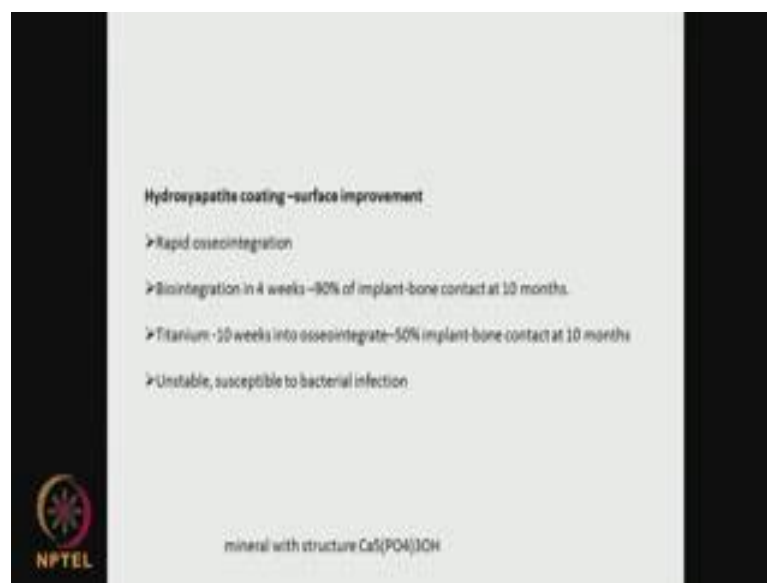 Hydroxyapatite coating –surface improvement
➢Rapid osseointegration
➢Biointegration in 4 weeks –90% of implant-bone contact at 10 months.
➢Titanium -10 weeks into osseointegrate–50% implant-bone contact at 10 months
➢Unstable, susceptible to bacterial infection
mineral with structure Ca5(PO4)3OH
NPTEL